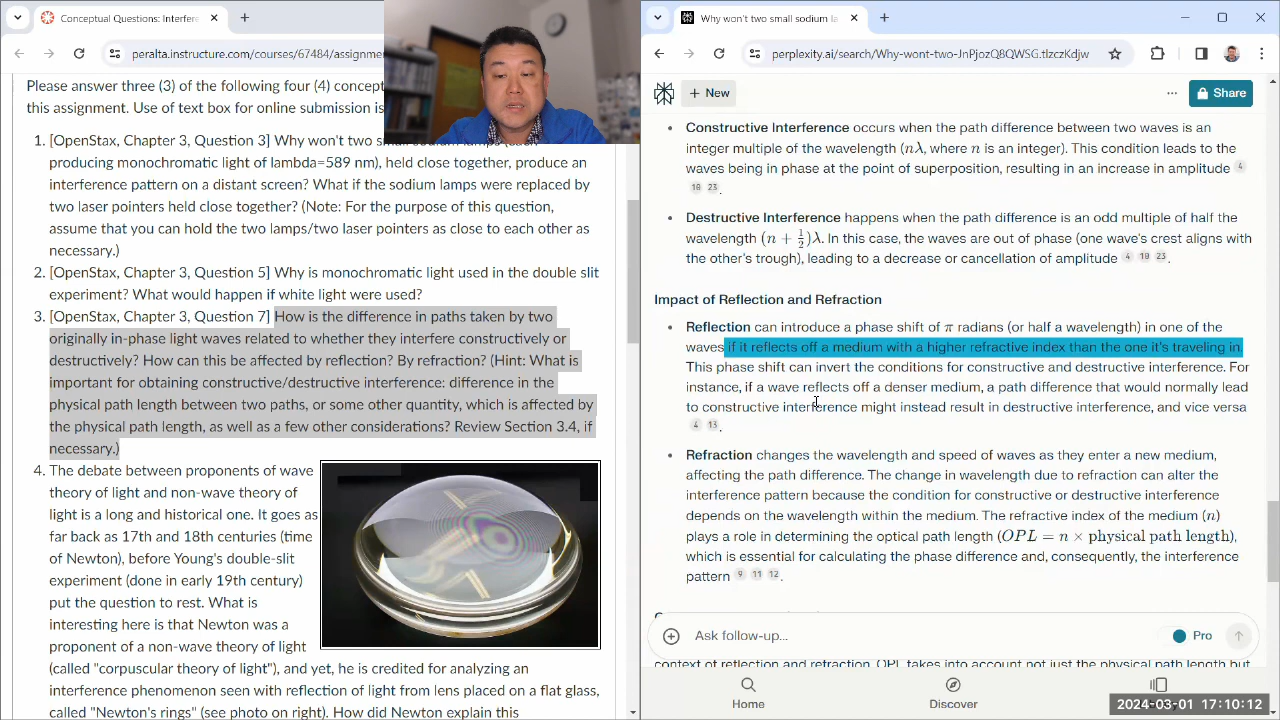 Conceptual Questions: Interfere
peralta.instructure.com/courses/67484/assignme
Please answer three (3) of the following four (4) concept
this assignment. Use of text box for online submission is
1. [OpenStax, Chapter 3, Question 3] Why won't two small sodium lamps (each
producing monochromatic light of lambda=589 nm), held close together, produce an
interference pattern on a distant screen? What if the sodium lamps were replaced by
two laser pointers held close together? (Note: For the purpose of this question,
assume that you can hold the two lamps/two laser pointers as close to each other as
necessary.)
2. [OpenStax, Chapter 3, Question 5] Why is monochromatic light used in the double slit
experiment? What would happen if white light were used?
3. [OpenStax, Chapter 3, Question 7] How is the difference in paths taken by two
originally in-phase light waves related to whether they interfere constructively or
destructively? How can this be affected by reflection? By refraction? (Hint: What is
important for obtaining constructive/destructive interference: difference in the
physical path length between two paths, or some other quantity, which is affected by
the physical path length, as well as a few other considerations? Review Section 3.4, if
necessary.)
4. The debate between proponents of wave
theory of light and non-wave theory of
light is a long and historical one. It goes as
far back as 17th and 18th centuries (time
of Newton), before Young's double-slit
experiment (done in early 19th century)
put the question to rest. What is
interesting here is that Newton was a
proponent of a non-wave theory of light
(called "corpuscular theory of light"), and yet, he is credited for analyzing an
interference phenomenon seen with reflection of light from lens placed on a flat glass,
called "Newton's rings" (see photo on right). How did Newton explain this
Why won't two small sodium la
perplexity.ai/search/Why-wont-two-JnPjozQ8QWSG.tlzczKdjw
New
Share
Constructive Interference occurs when the path difference between two waves is an
integer multiple of the wavelength (nλ, where n is an integer). This condition leads to the
waves being in phase at the point of superposition, resulting in an increase in amplitude 4
10 23.
Destructive Interference happens when the path difference is an odd multiple of half the
wavelength (n + 1/2)λ. In this case, the waves are out of phase (one wave's crest aligns with
the other's trough), leading to a decrease or cancellation of amplitude 4 10 23.
Impact of Reflection and Refraction
Reflection can introduce a phase shift of π radians (or half a wavelength) in one of the
waves if it reflects off a medium with a higher refractive index than the one it's traveling in.
This phase shift can invert the conditions for constructive and destructive interference. For
instance, if a wave reflects off a denser medium, a path difference that would normally lead
to constructive interference might instead result in destructive interference, and vice versa
4 13.
Refraction changes the wavelength and speed of waves as they enter a new medium,
affecting the path difference. The change in wavelength due to refraction can alter the
interference pattern because the condition for constructive or destructive interference
depends on the wavelength within the medium. The refractive index of the medium (n)
plays a role in determining the optical path length (OPL = n × physical path length),
which is essential for calculating the phase difference and, consequently, the interference
pattern 9 11 12.
Ask follow-up...
Pro
context of reflection and refraction, OPL takes into account not just the physical path length but
Home
Discover
2024-03-01 17:10:12